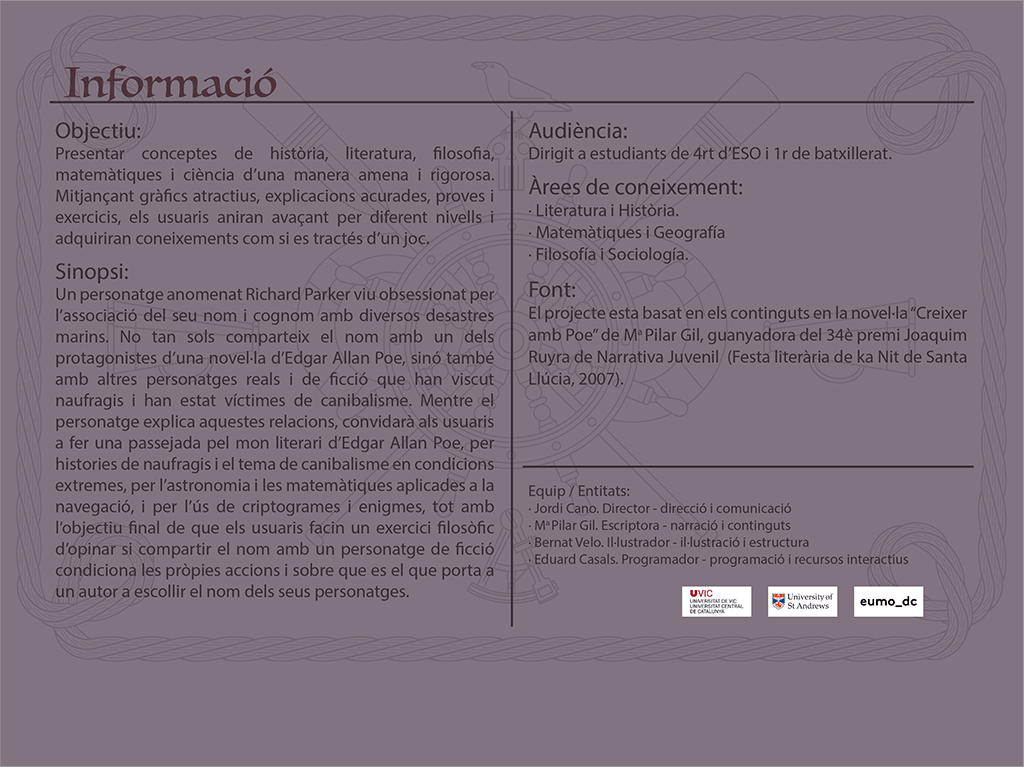 Informació
Objectiu:
Presentar conceptes de història, literatura, filosofia,
matemàtiques i ciència d'una manera amena i rigorosa.
Mitjançant gràfics atractius, explicacions acurades, proves i
exercicis, els usuaris aniran avaçant per diferent nivells i
adquiriran coneixements com si es tractés d'un joc.
Sinopsi:
Un personatge anomenat Richard Parker viu obsessionat per
l'associació del seu nom i cognom amb diversos desastres
marins. No tan sols comparteix el nom amb un dels
protagonistes d'una novel·la d'Edgar Allan Poe, sinó també
amb altres personatges reals i de ficció que han viscut
naufragis i han estat víctimes de canibalisme. Mentre el
personatge explica aquestes relacions, convidarà als usuaris
a fer una passejada pel mon literari d'Edgar Allan Poe, per
histories de naufragis i el tema de canibalisme en condicions
extremes, per l'astronomia i les matemàtiques aplicades a la
navegació, i per l'ús de criptogrames i enigmes, tot amb
l'objectiu final de que els usuaris facin un exercici filosòfic
d'opinar si compartir el nom amb un personatge de ficció
condiciona les pròpies accions i sobre que es el que porta a
un autor a escollir el nom dels seus personatges.
Audiència:
Dirigit a estudiants de 4rt d'ESO i 1r de batxillerat.
Àrees de coneixement:
· Literatura i Història.
· Matemàtiques i Geografía
· Filosofía i Sociología.
Font:
El projecte esta basat en els continguts en la novel·la "Creixer
amb Poe" de Mª Pilar Gil, guanyadora del 34è premi Joaquim
Ruyra de Narrativa Juvenil (Festa literària de ka Nit de Santa
Llúcia, 2007).
Equip / Entitats:
· Jordi Cano. Director - direcció i comunicació
· Mª Pilar Gil. Escriptora - narració i continguts
· Bernat Velo. Il·lustrador - il·lustració i estructura
· Eduard Casals. Programador - programació i recursos interactius
UVIC
UNIVERSITAT DE VIC
UNIVERSITAT CENTRAL
DE CATALUNYA
University of
St Andrews
eumo_dc